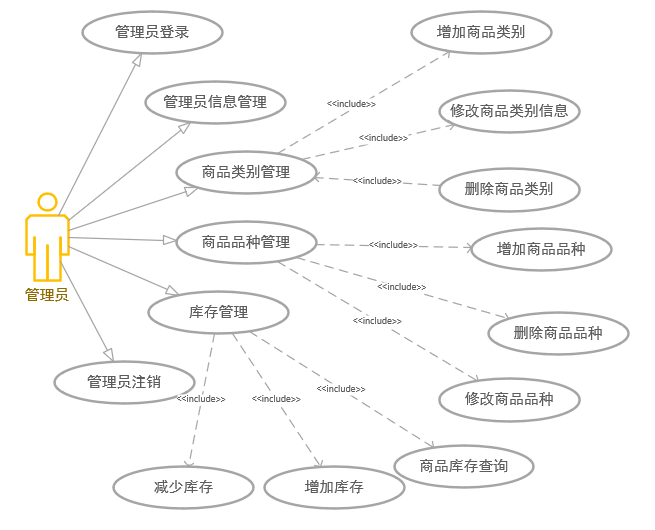 管理员登录
增加商品类别
管理员信息管理
<<include>>
修改商品类别信息
<<include>>
商品类别管理
<<include>>
删除商品类别
商品品种管理
<<include>>
增加商品品种
管理员
<<include>>
库存管理
<<include>>
删除商品品种
管理员注销
<<include>>
<<include>>
<<include>>
修改商品品种
商品库存查询
减少库存
增加库存